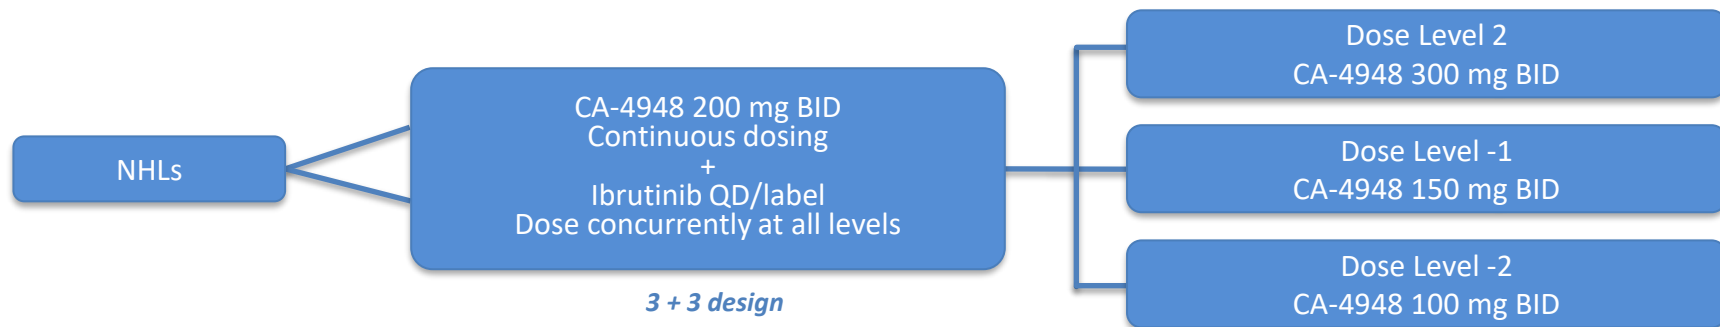 NHLs
CA-4948 200 mg BID
Continuous dosing
+
Ibrutinib QD/label
Dose concurrently at all levels
3 + 3 design
Dose Level 2
CA-4948 300 mg BID
Dose Level -1
CA-4948 150 mg BID
Dose Level -2
CA-4948 100 mg BID